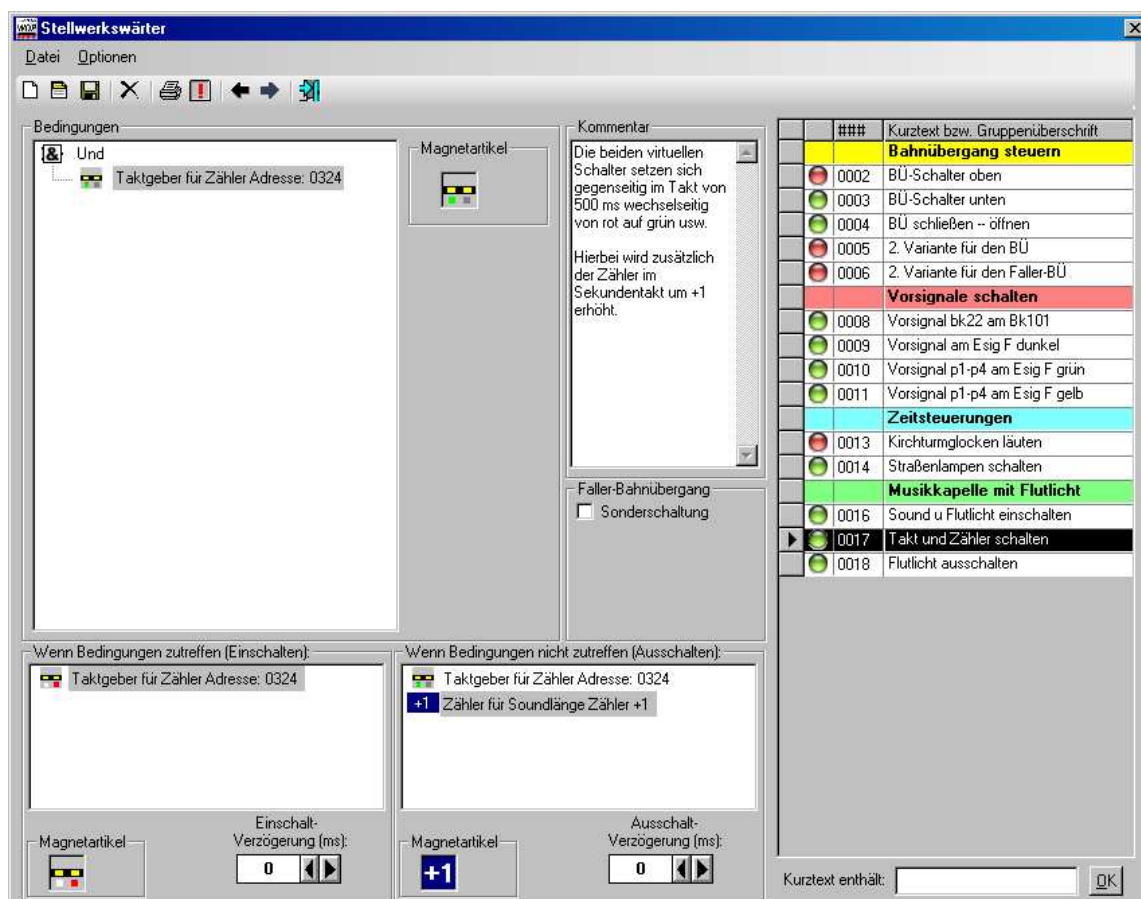 Stellwerkswärter
Datei Optionen
Bedingungen
& Und
Taktgeber für Zähler Adresse: 0324
Magnetartikel
Kommentar
Die beiden virtuellen
Schalter setzen sich
gegenseitig im Takt von
500 ms wechselseitig
von rot auf grün usw.
Hierbei wird zusätzlich
der Zähler im
Sekundentakt um +1
erhöht.
Faller-Bahnübergang
Sonderschaltung
### Kurztext bzw. Gruppenüberschrift
Bahnübergang steuern
0002 BÜ-Schalter oben
0003 BÜ-Schalter unten
0004 BÜ schließen -- öffnen
0005 2. Variante für den BÜ
0006 2. Variante für den Faller-BÜ
Vorsignale schalten
0008 Vorsignal bk22 am Bk101
0009 Vorsignal am Esig F dunkel
0010 Vorsignal p1-p4 am Esig F grün
0011 Vorsignal p1-p4 am Esig F gelb
Zeitsteuerungen
0013 Kirchturmglocken läuten
0014 Straßenlampen schalten
Musikkapelle mit Flutlicht
0016 Sound u Flutlicht einschalten
0017 Takt und Zähler schalten
0018 Flutlicht ausschalten
Wenn Bedingungen zutreffen (Einschalten):
Taktgeber für Zähler Adresse: 0324
Magnetartikel
Einschalt-
Verzögerung (ms):
0
Wenn Bedingungen nicht zutreffen (Ausschalten):
Taktgeber für Zähler Adresse: 0324
+1 Zähler für Soundlänge Zähler +1
Magnetartikel
+1
Ausschalt-
Verzögerung (ms):
0
Kurztext enthält:
OK